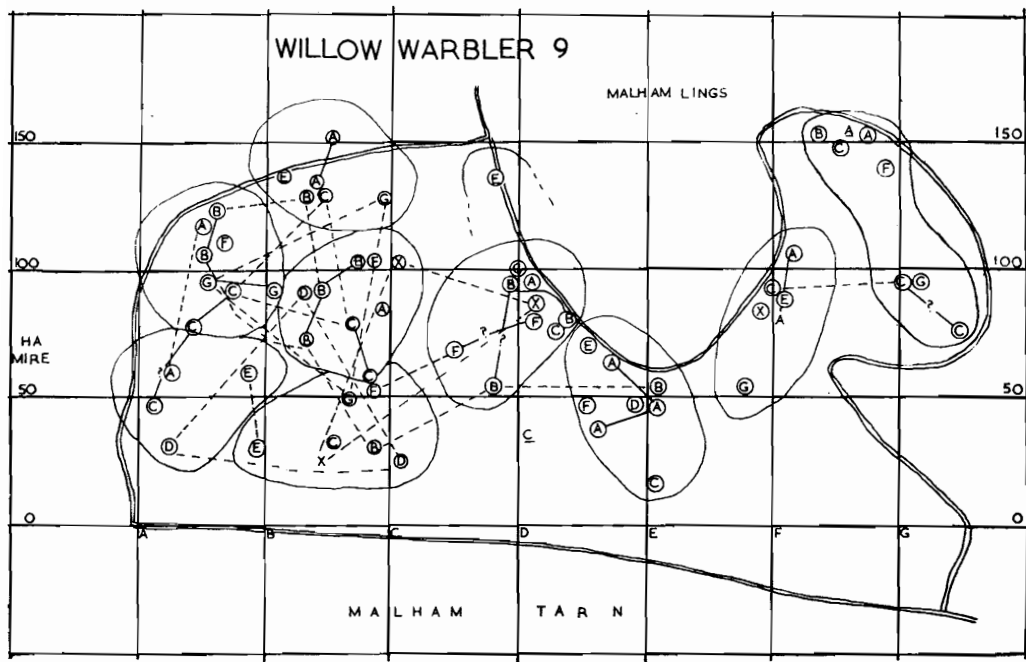 WILLOW WARBLER 9
MALHAM LINGS
150 A B A A 150
B C
F
E A F
B C G
B
A
F A
B
100 B F X C A 100
G C G D B B A C E C G
X X
A F A
C C F C B C
B E
HA
MIRE
A E F A
C F
50 G B B G 50
C F D A
A
C
D E C B
X D C
0 0
A B C D E F G
MALHAM TARN